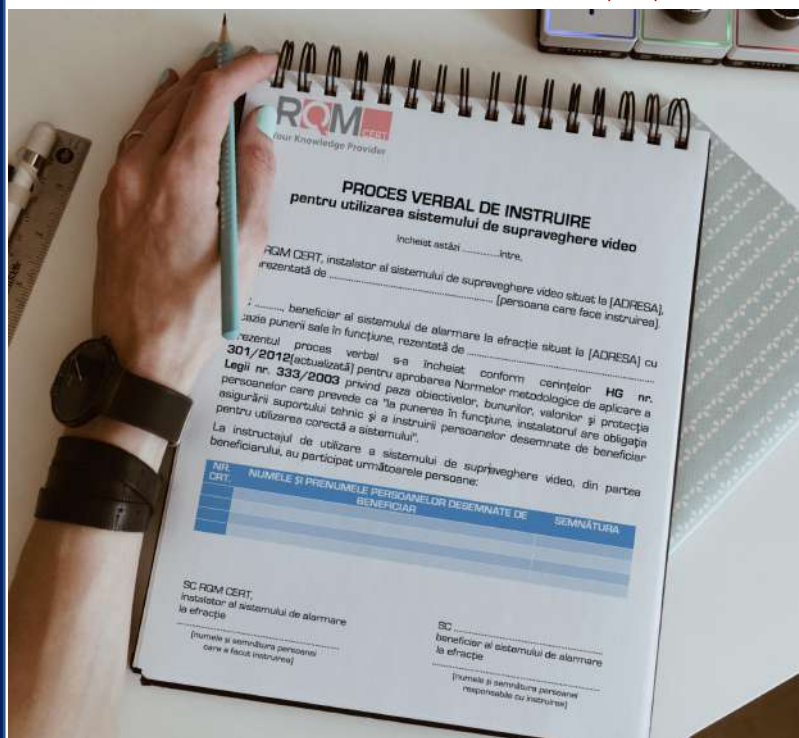 RQM
CERT
Your Knowledge Provider
PROCES VERBAL DE INSTRUIRE
pentru utilizarea sistemului de supraveghere video
Incheiat astăzi .............între,
RQM CERT, instalator al sistemului de supraveghere video situat la [ADRESA],
rezentată de ................................................ [persoana care face instruirea]
.........., beneficiar al sistemului de alarmare la efracție situat la [ADRESA] cu
cazia punerii sale în funcțiune, rezentată de ................................................
rezentul proces verbal s-a încheiat conform cerințelor HG nr.
301/2012[actualizată] pentru aprobarea Normelor metodologice de aplicare a
Legii nr. 333/2003 privind paza obiectivelor, bunurilor, valorilor și protecția
persoanelor care prevede ca "la punerea în funcțiune, instalatorul are obligația
asigurării suportului tehnic și a instruirii persoanelor desemnate de beneficiar
pentru utilizarea corectă a sistemului".
La instructajul de utilizare a sistemului de supraveghere video, din partea
beneficiarului, au participat următoarele persoane:
NR.
CRT.
NUMELE ȘI PRENUMELE PERSOANELOR DESEMNATE DE
BENEFICIAR
SEMNĂTURA
SC RQM CERT,
instalator al sistemului de alarmare
la efracție
................................................
[numele și semnătura persoanei
care a facut instruirea]
SC ................................................
beneficiar al sistemului de alarmare
la efracție
................................................
[numele și semnătura persoanei
responsabile cu instruirea]